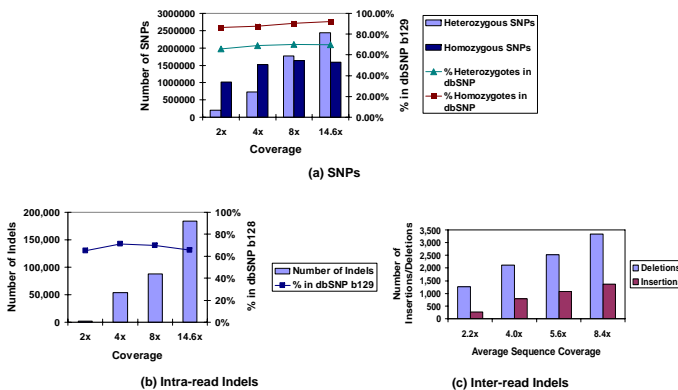 3000000
2500000
2000000
1500000
1000000
500000
0
Number of SNPs
100.00%
80.00%
60.00%
40.00%
20.00%
0.00%
% in dbSNP b129
2x 4x 8x 14.6x
Coverage
Heterozygous SNPs
Homozygous SNPs
% Heterozygotes in dbSNP
% Homozygotes in dbSNP
(a) SNPs
200,000
150,000
100,000
50,000
0
Number of Indels
100%
80%
60%
40%
20%
0%
% in dbSNP b128
2x 4x 8x 14.6x
Coverage
Number of Indels
% in dbSNP b129
(b) Intra-read Indels
3,500
3,000
2,500
2,000
1,500
1,000
500
0
Number of
Insertions/Deletions
2.2x 4.0x 5.6x 8.4x
Average Sequence Coverage
Deletions
Insertion
(c) Inter-read Indels